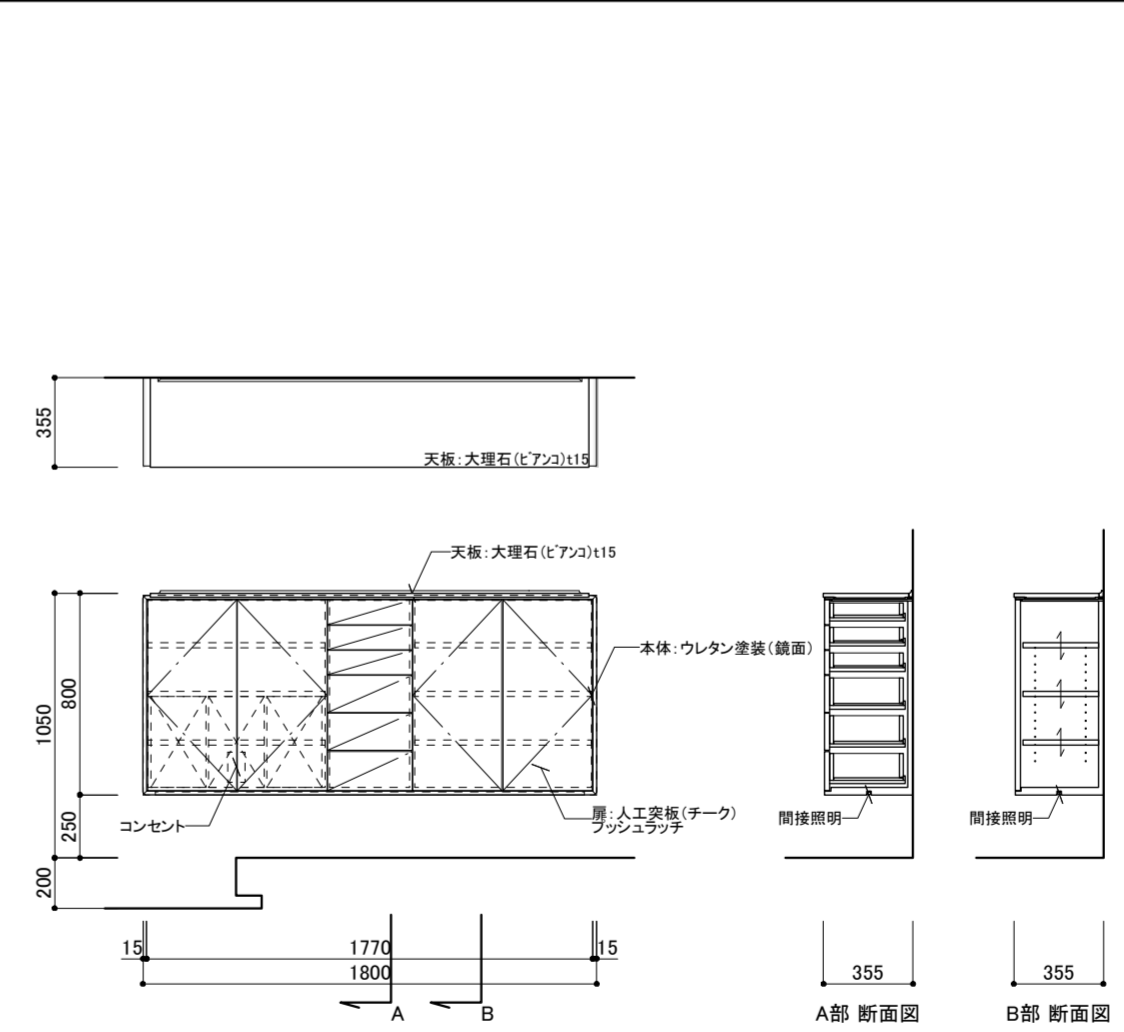 355
天板:大理石(ビアンコ)t15
天板:大理石(ビアンコ)t15
本体:ウレタン塗装(鏡面)
1050
800
250
200
コンセント
扉:人工突板(チーク)
プッシュラッチ
間接照明
間接照明
15
1770
15
1800
355
355
A
B
A部 断面図
B部 断面図